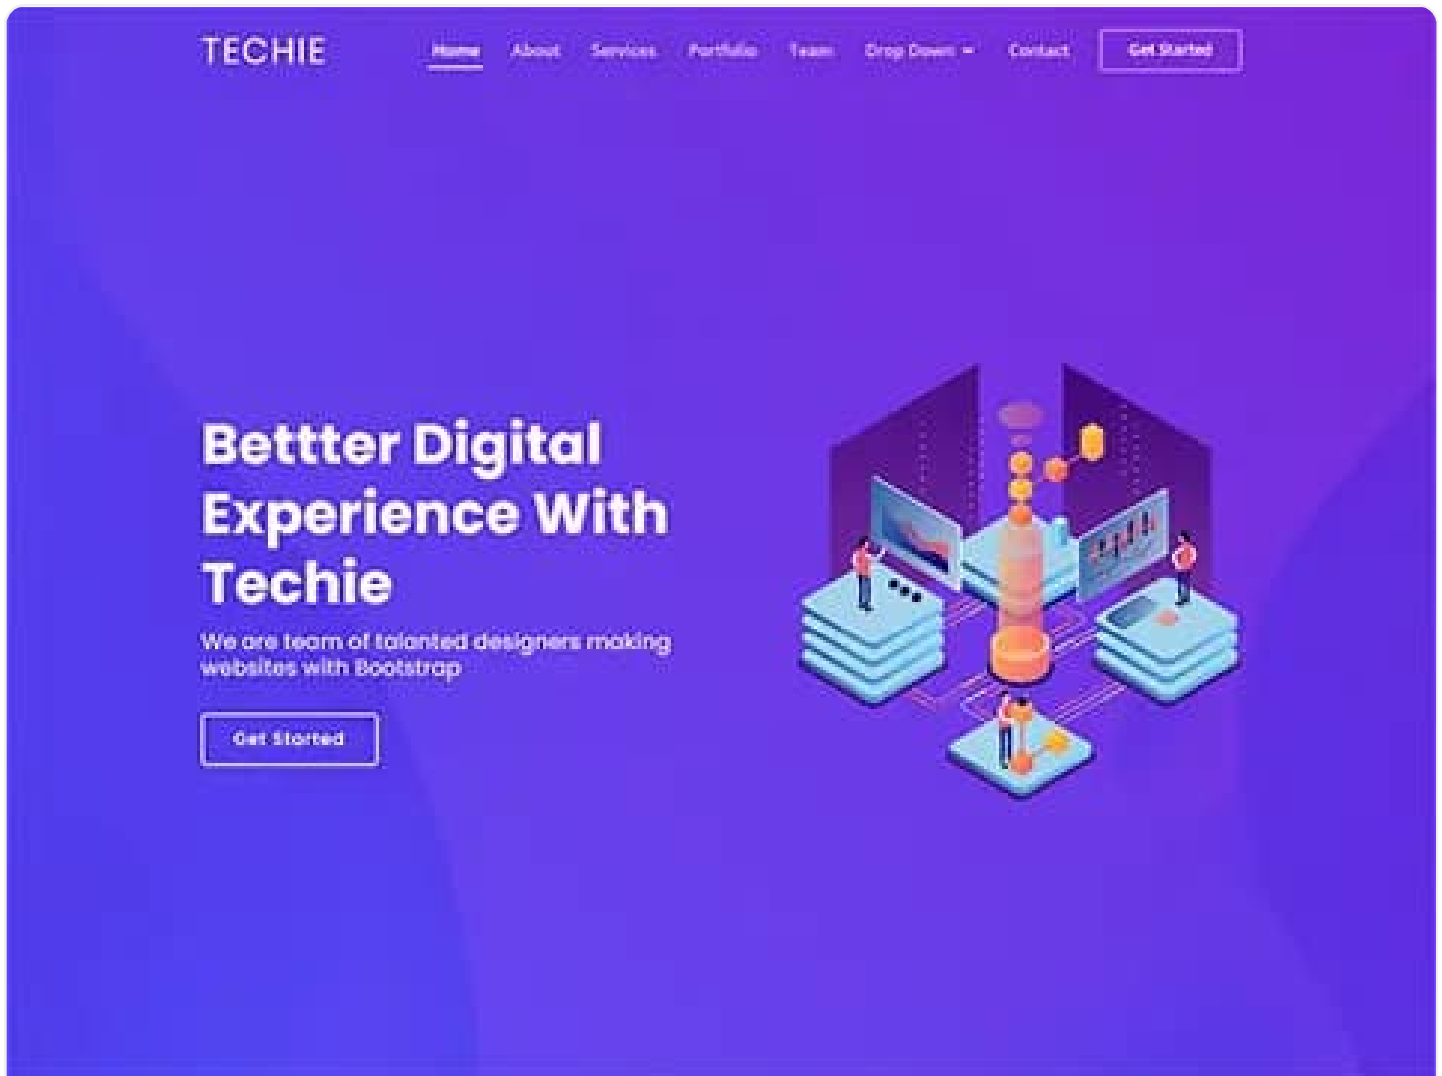 TECHIE Home About Services Portfolio Team Drop Down Contact Get Started
Bettter Digital
Experience With
Techie
We are team of talanted designers making
websites with Bootstrap
Get Started